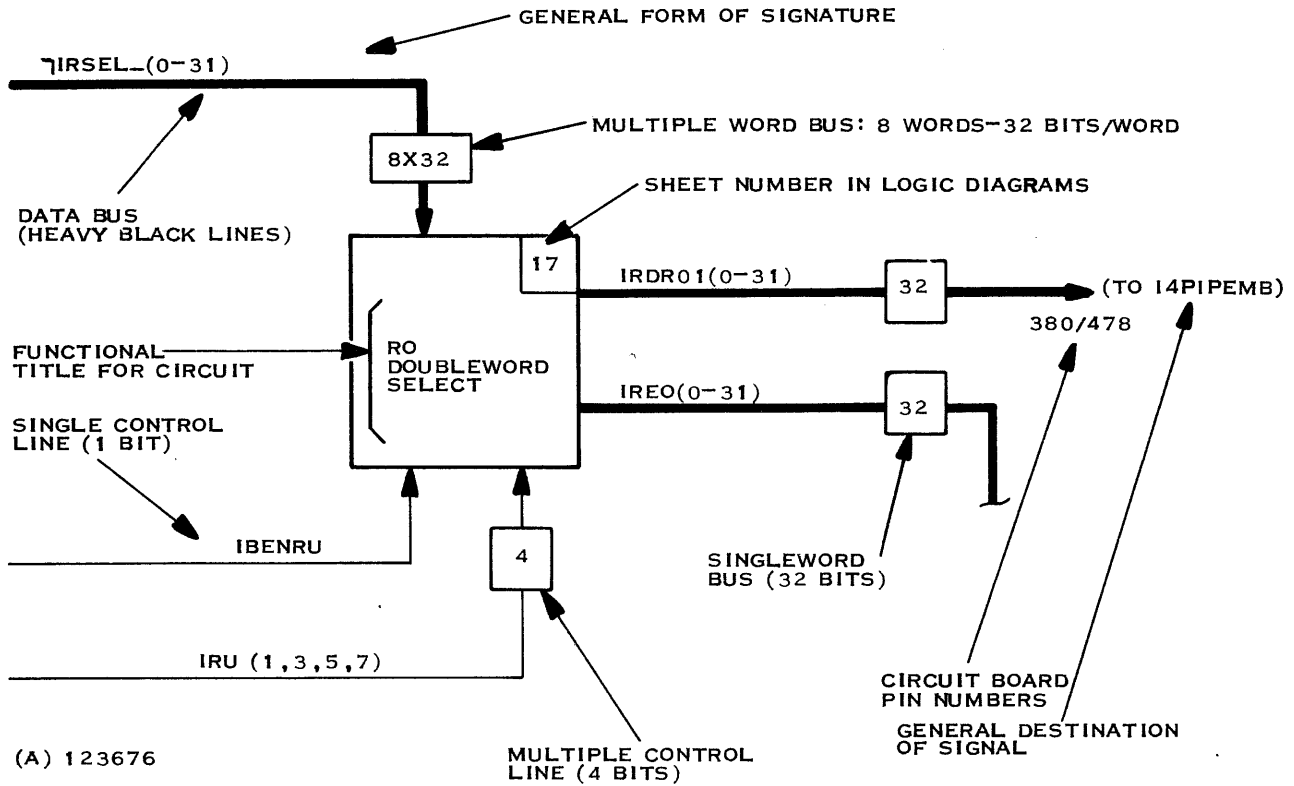 GENERAL FORM OF SIGNATURE
¬IRSEL_(0-31)
MULTIPLE WORD BUS: 8 WORDS-32 BITS/WORD
8X32
SHEET NUMBER IN LOGIC DIAGRAMS
DATA BUS
(HEAVY BLACK LINES)
17
IRDR01(0-31)
32
(TO I4PIPEMB)
380/478
FUNCTIONAL
TITLE FOR CIRCUIT
RO
DOUBLEWORD
SELECT
IREO(0-31)
32
SINGLE CONTROL
LINE (1 BIT)
IBENRU
4
SINGLEWORD
BUS (32 BITS)
IRU (1,3,5,7)
CIRCUIT BOARD
PIN NUMBERS
GENERAL DESTINATION
OF SIGNAL
(A) 123676
MULTIPLE CONTROL
LINE (4 BITS)